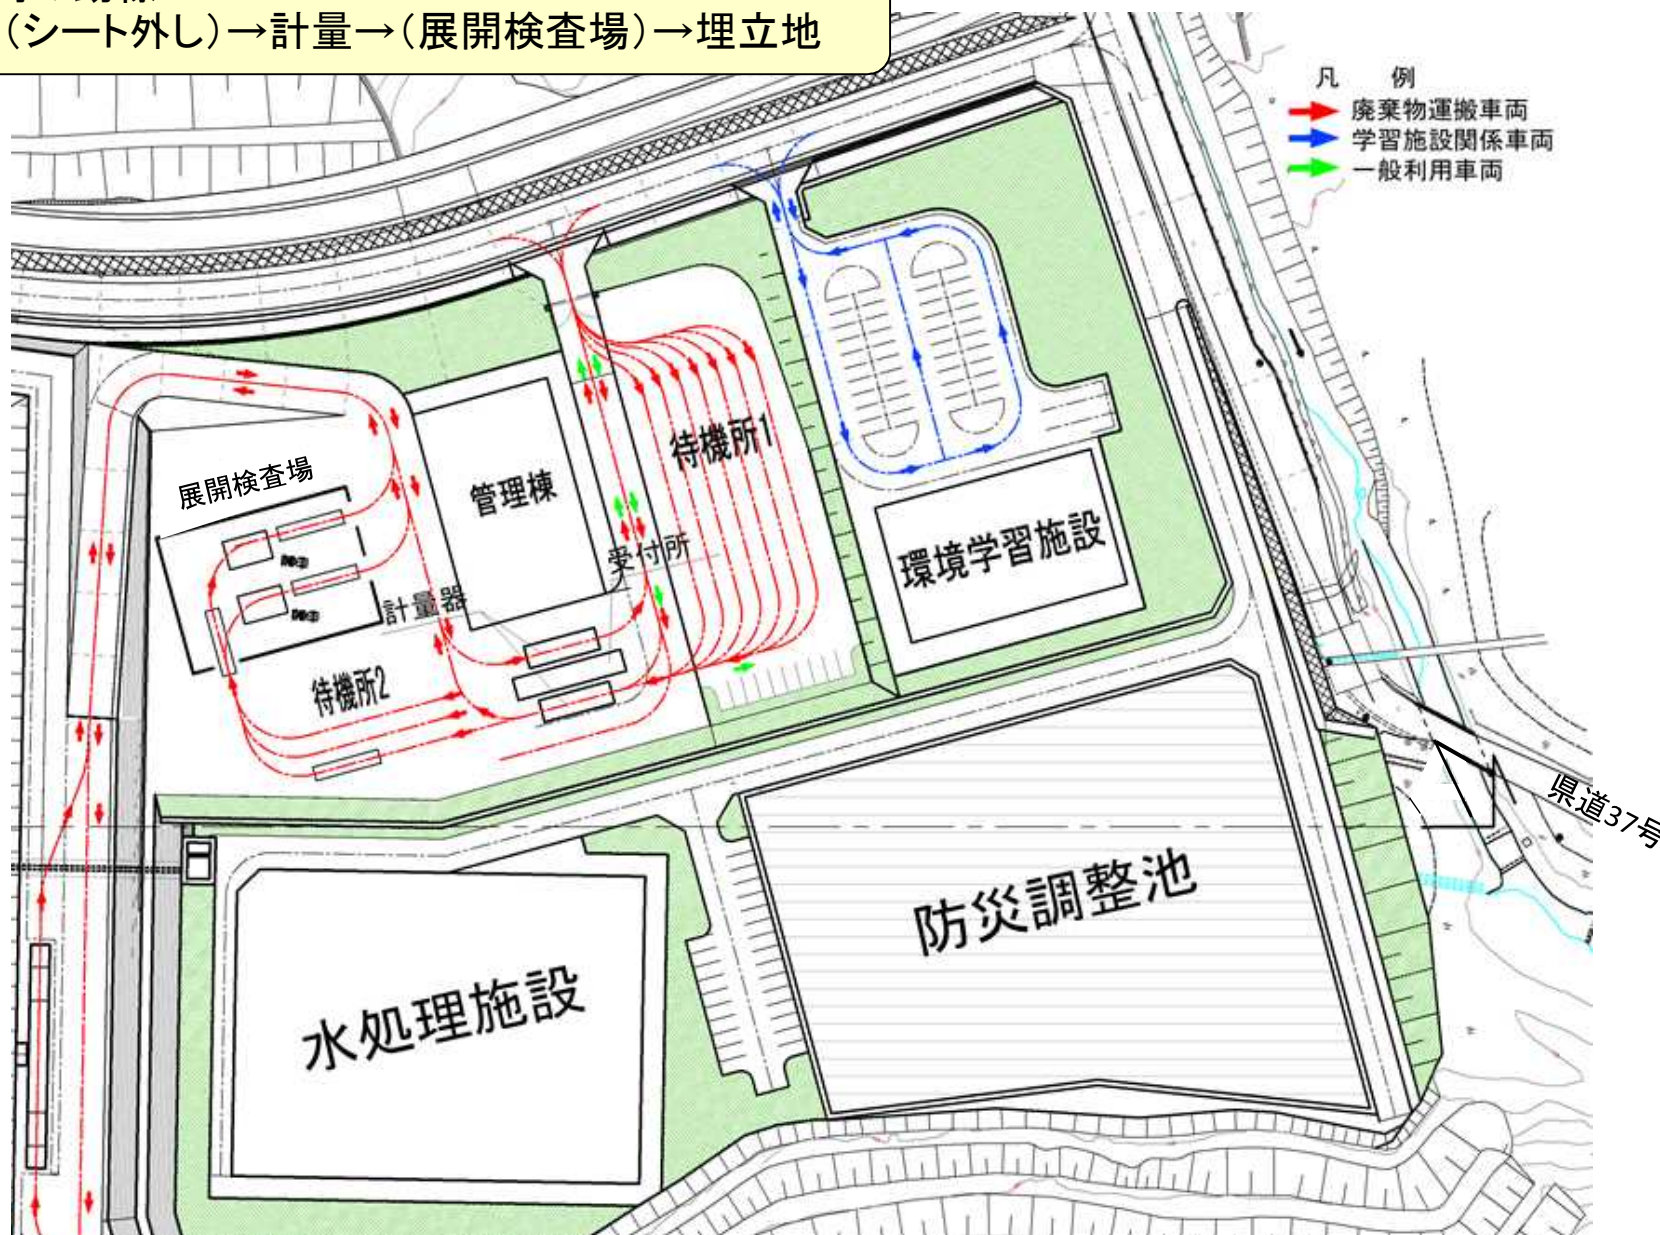 (シート外し)→計量→(展開検査場)→埋立地
凡 例
廃棄物運搬車両
学習施設関係車両
一般利用車両
待機所1
展開検査場
管理棟
受付所
環境学習施設
計量器
待機所2
県道37号
防災調整池
水処理施設